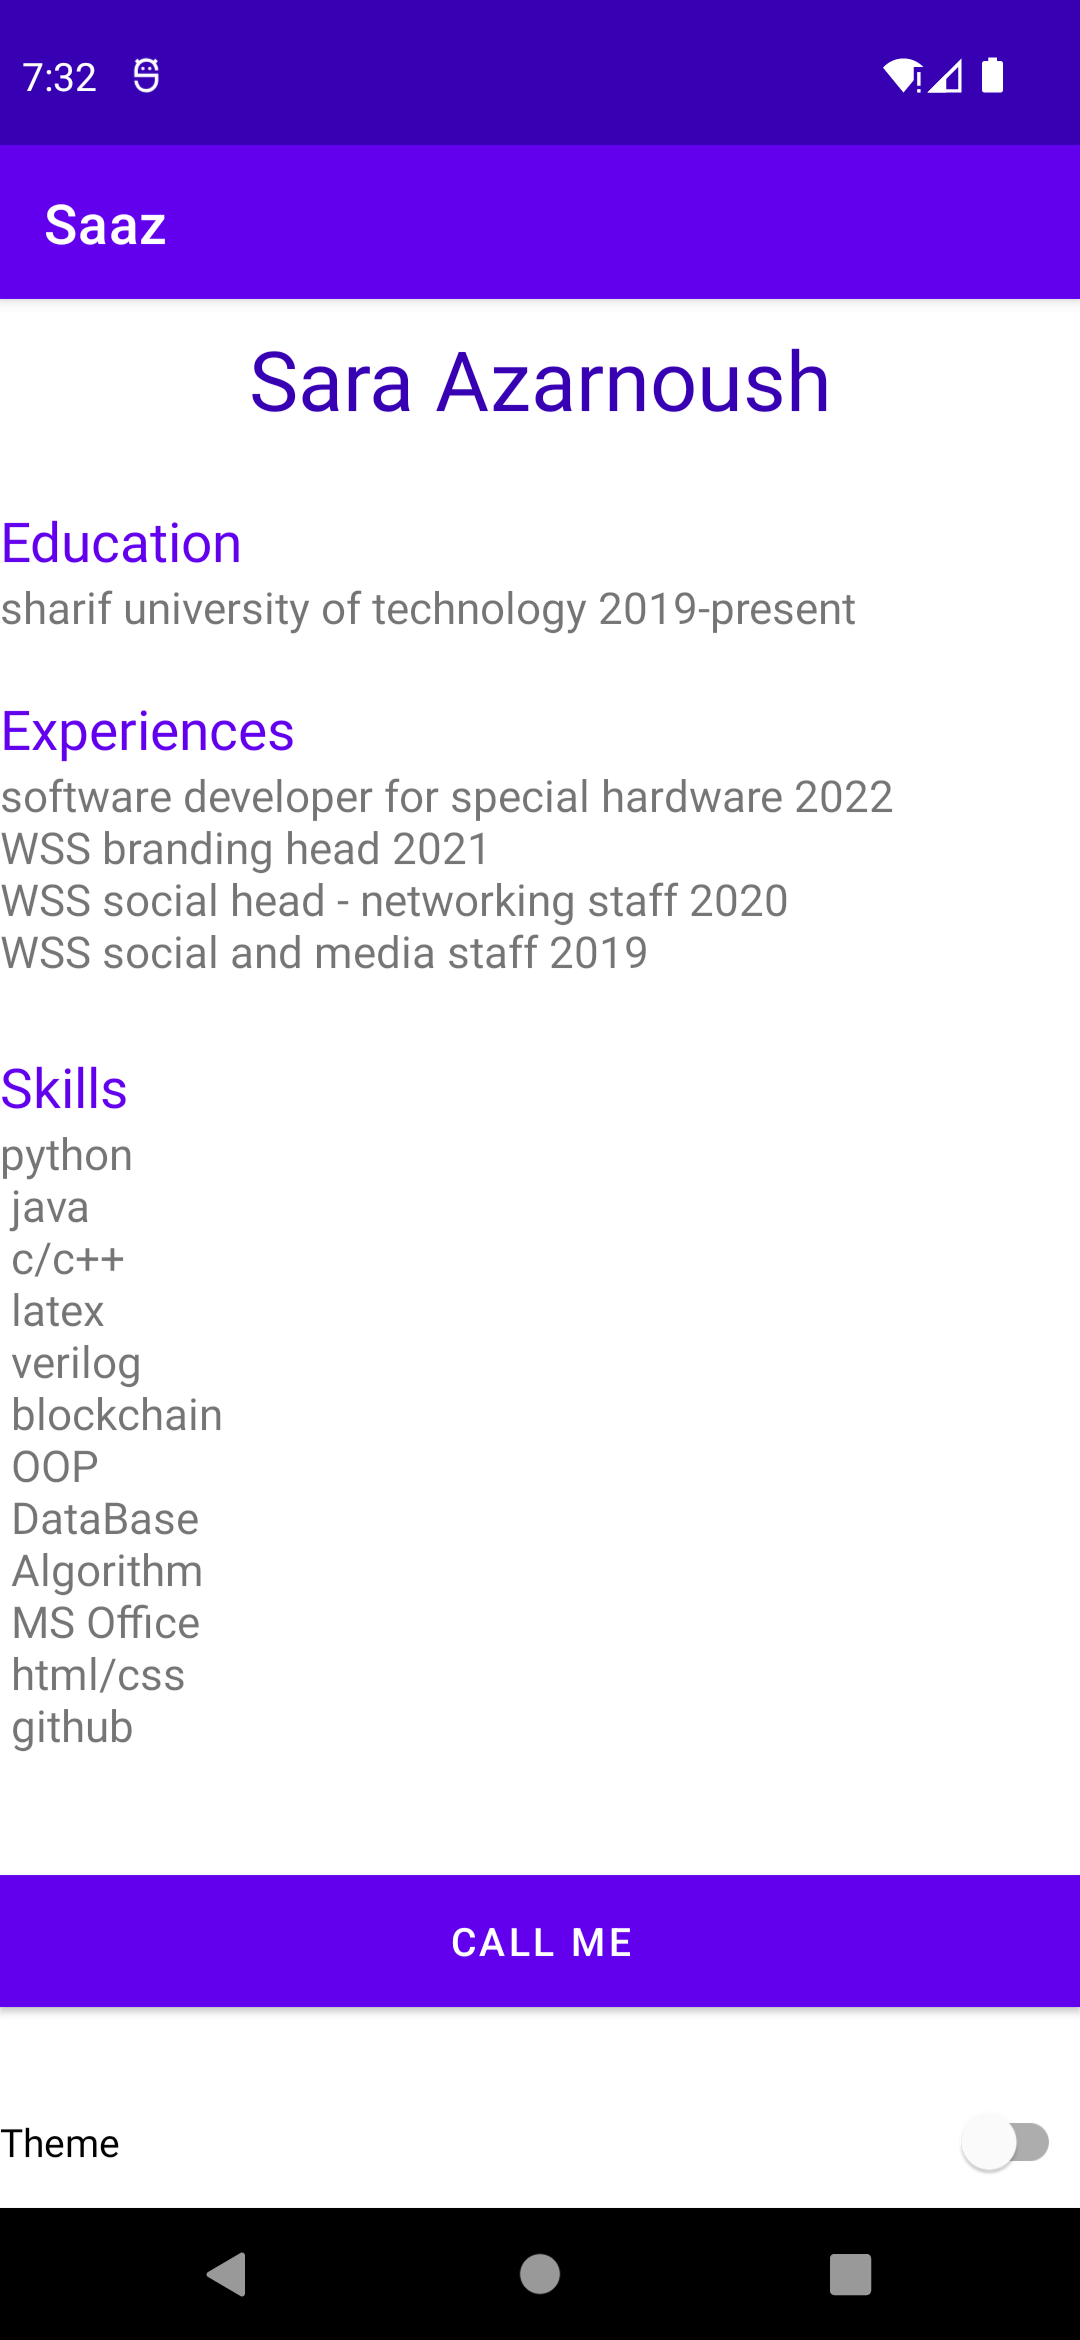 7:32
Saaz
Sara Azarnoush
Education
sharif university of technology 2019-present
Experiences
software developer for special hardware 2022
WSS branding head 2021
WSS social head - networking staff 2020
WSS social and media staff 2019
Skills
python
java
c/c++
latex
verilog
blockchain
OOP
DataBase
Algorithm
MS Office
html/css
github
CALL ME
Theme